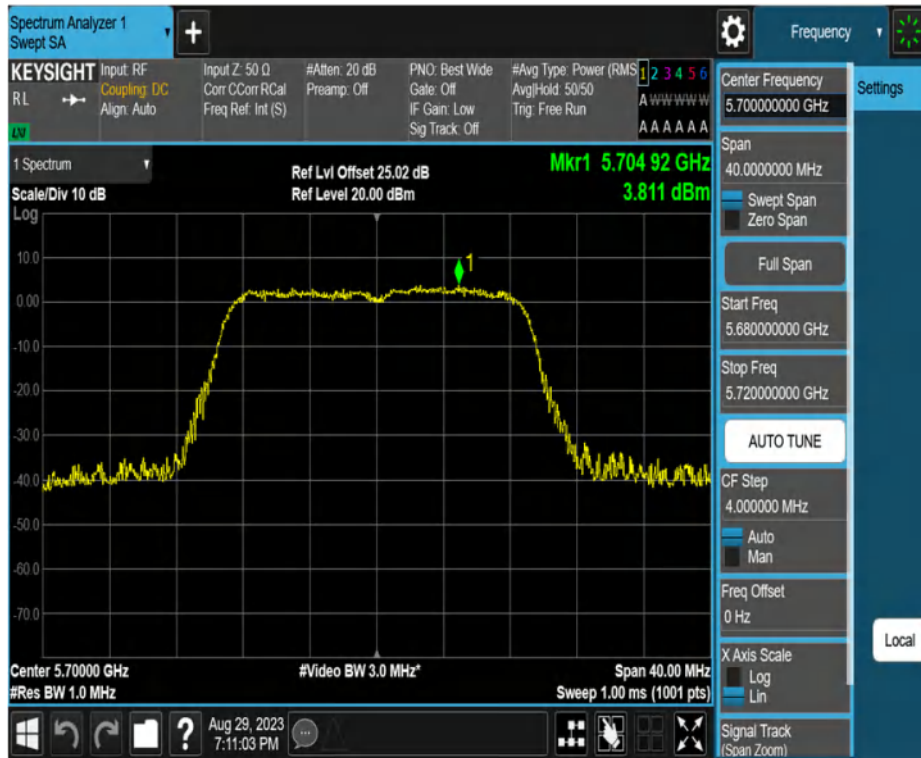 Spectrum Analyzer 1
Swept SA
+
Frequency
KEYSIGHT
RL
LXI
Input: RF
Coupling: DC
Align: Auto
Input Z: 50 Ω
Corr CCorr RCal
Freq Ref: Int (S)
#Atten: 20 dB
Preamp: Off
PNO: Best Wide
Gate: Off
IF Gain: Low
Sig Track: Off
#Avg Type: Power (RMS
Avg|Hold: 50/50
Trig: Free Run
1 2 3 4 5 6
A W W W W W
A A A A A A
1 Spectrum
Scale/Div 10 dB
Log
Ref Lvl Offset 25.02 dB
Ref Level 20.00 dBm
Mkr1 5.704 92 GHz
3.811 dBm
1
10.0
0.00
-10.0
-20.0
-30.0
-40.0
-50.0
-60.0
-70.0
Center 5.70000 GHz
#Res BW 1.0 MHz
#Video BW 3.0 MHz*
Span 40.00 MHz
Sweep 1.00 ms (1001 pts)
?
Aug 29, 2023
7:11:03 PM
Center Frequency
5.700000000 GHz
Span
40.0000000 MHz
Swept Span
Zero Span
Full Span
Start Freq
5.680000000 GHz
Stop Freq
5.720000000 GHz
AUTO TUNE
CF Step
4.000000 MHz
Auto
Man
Freq Offset
0 Hz
X Axis Scale
Log
Lin
Signal Track
(Span Zoom)
Settings
Local